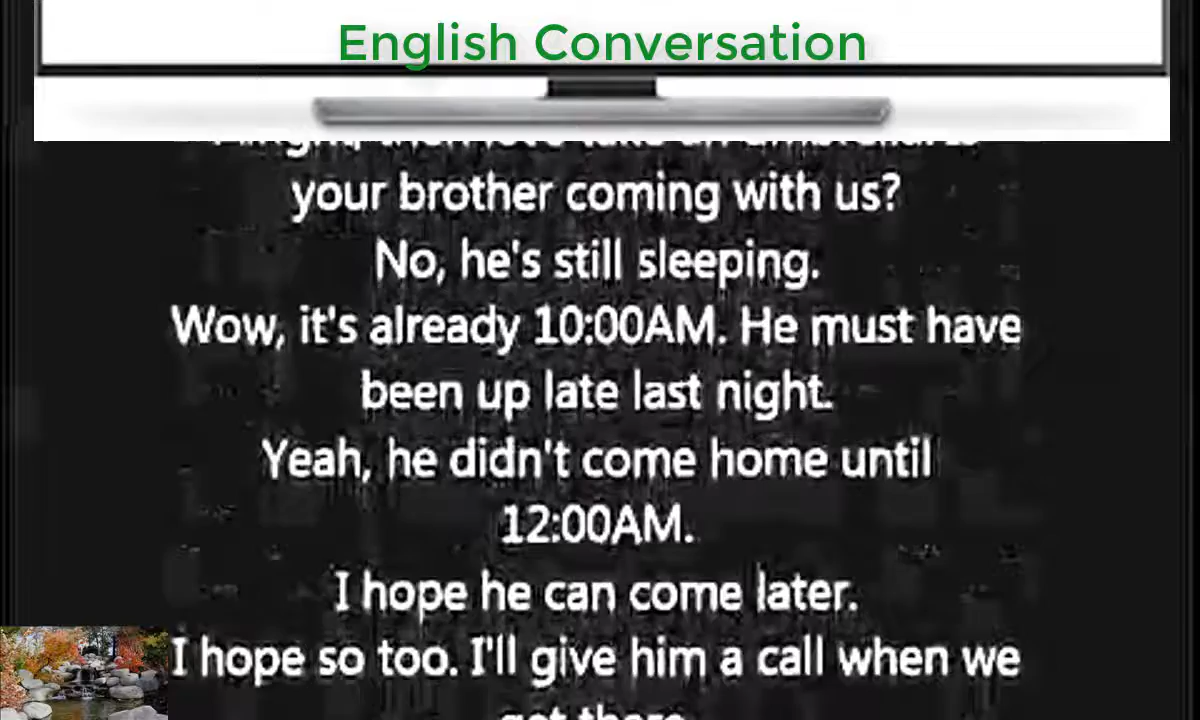 English Conversation
your brother coming with us?
No, he's still sleeping.
Wow, it's already 10:00AM. He must have
been up late last night.
Yeah, he didn't come home until
12:00AM.
I hope he can come later.
I hope so too. I'll give him a call when we
get there.